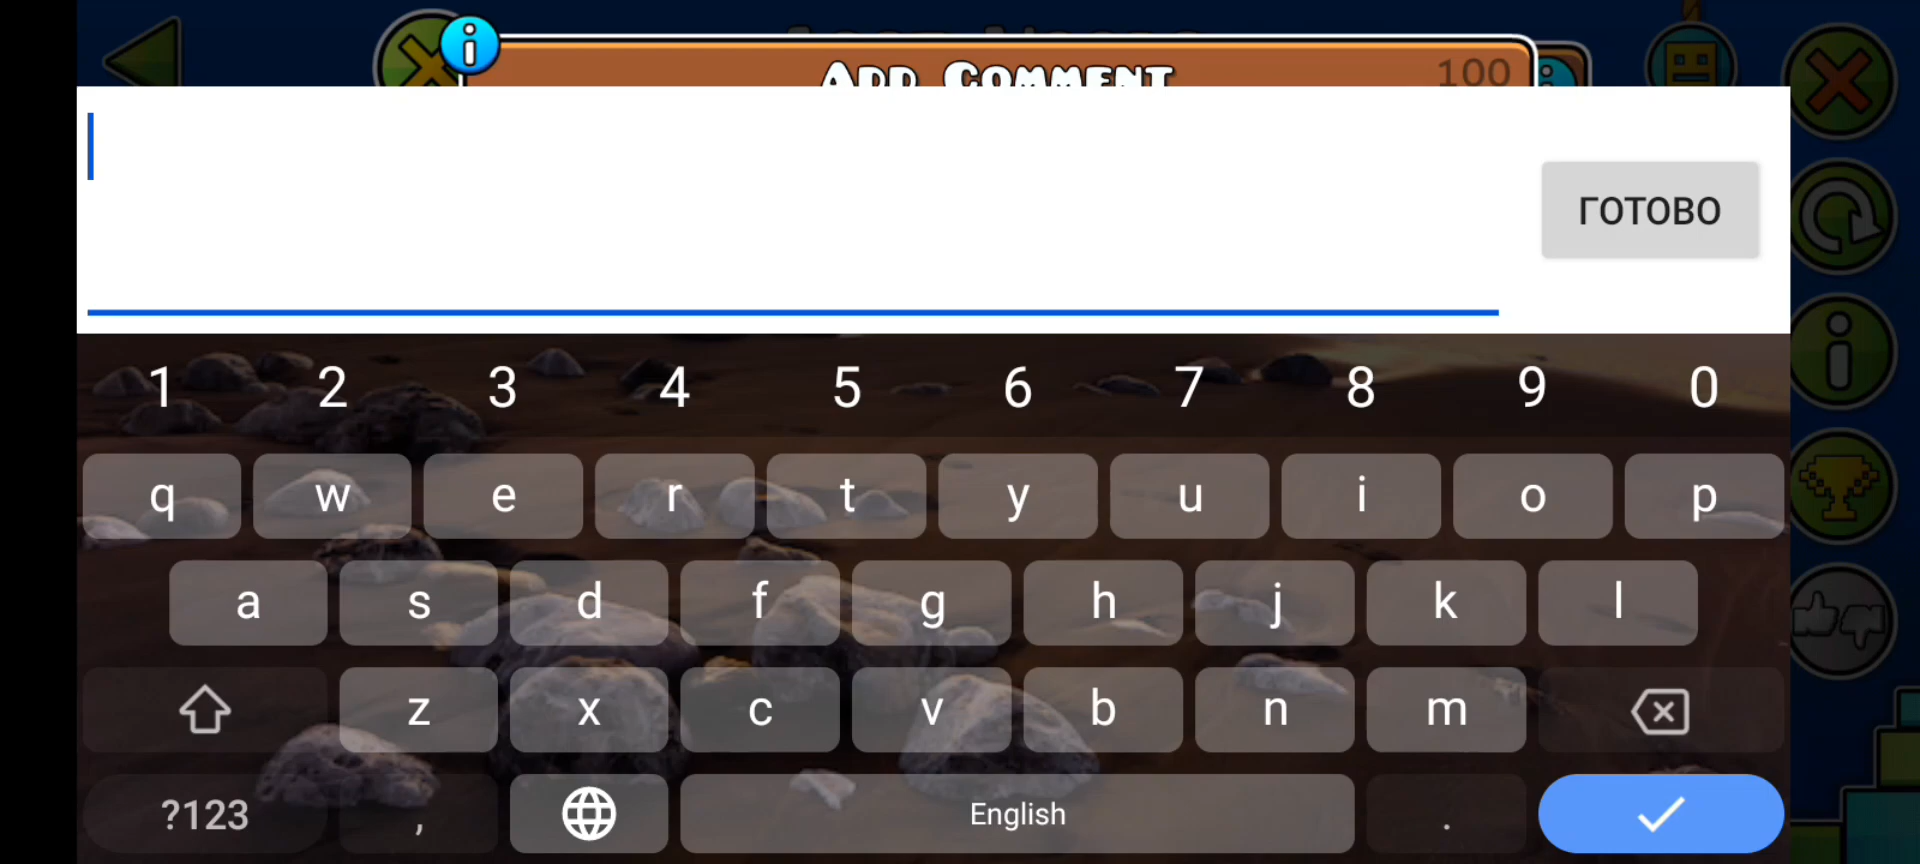 Add Comment
100
ГОТОВО
1 2 3 4 5 6 7 8 9 0
q w e r t y u i o p
a s d f g h j k l
z x c v b n m
?123 , English .